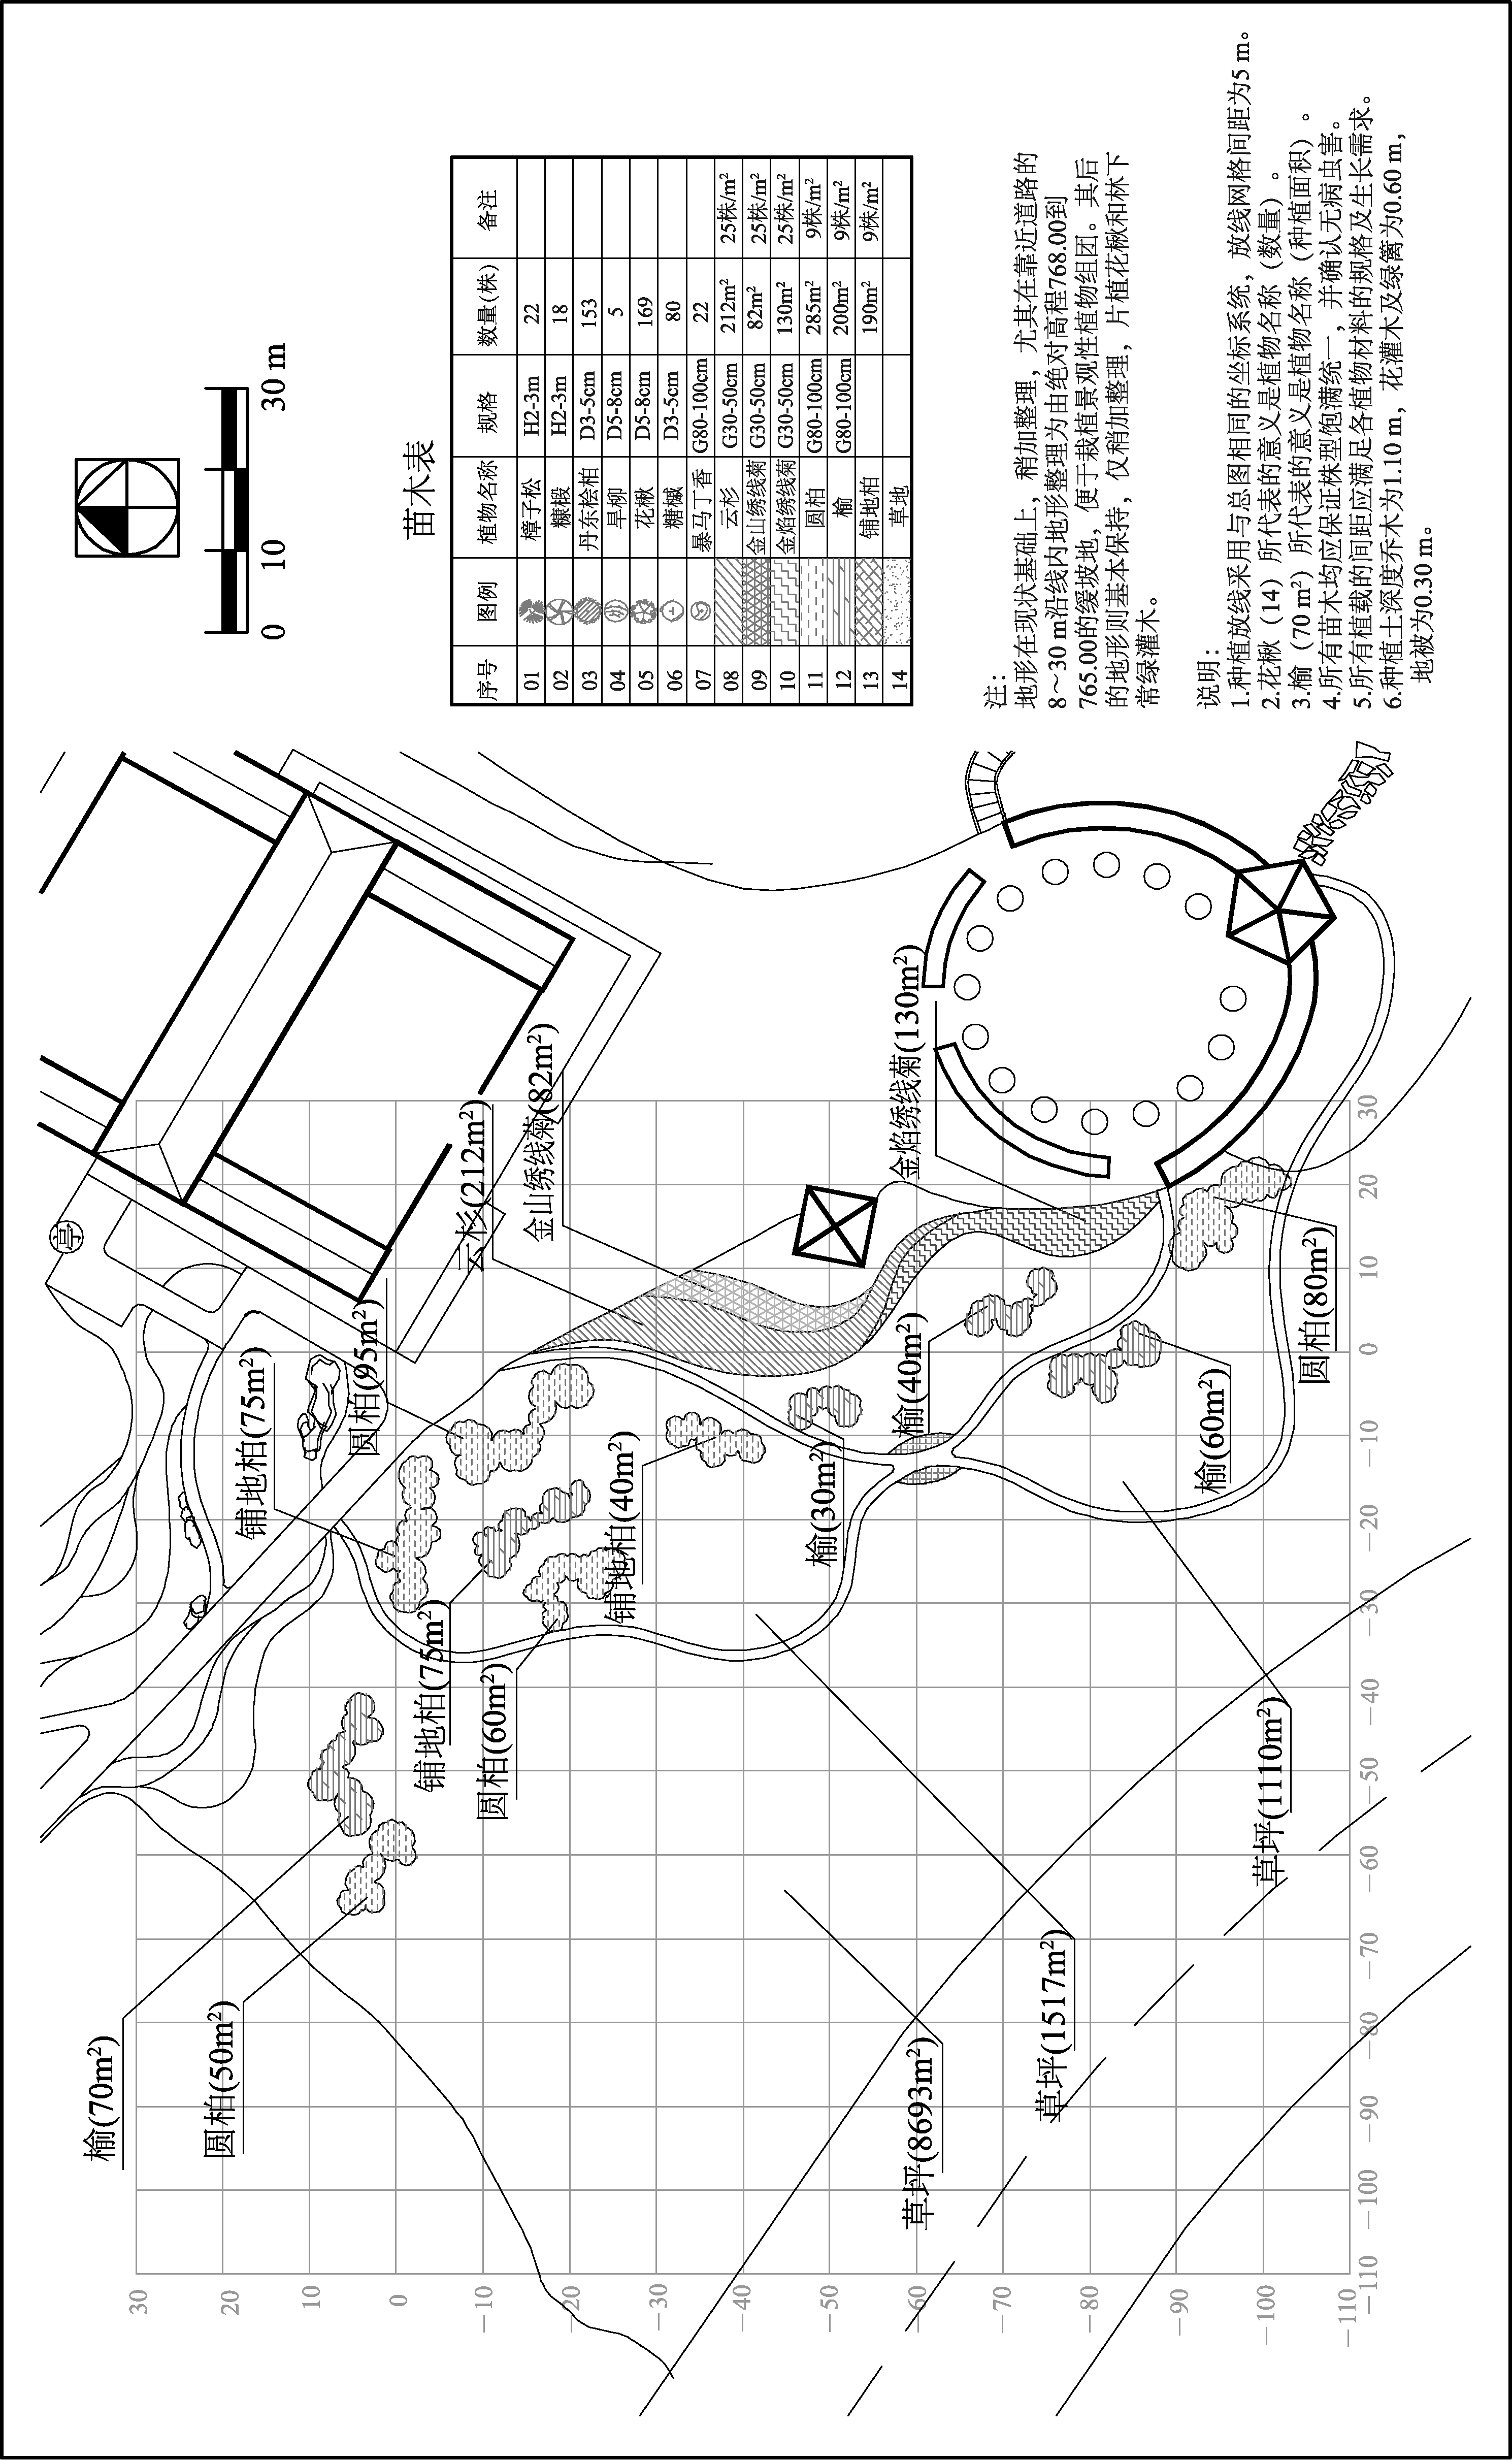 0 10 30 m
苗木表
序号 图例 植物名称 规格 数量(株) 备注
01 樟子松 H2-3m 22
02 糠椴 H2-3m 18
03 丹东桧柏 D3-5cm 153
04 旱柳 D5-8cm 5
05 花楸 D5-8cm 169
06 糖槭 D3-5cm 80
07 暴马丁香 G80-100cm 22
08 云杉 G30-50cm 212m² 25株/m²
09 金山绣线菊 G30-50cm 82m² 25株/m²
10 金焰绣线菊 G30-50cm 130m² 25株/m²
11 圆柏 G80-100cm 285m² 9株/m²
12 榆 G80-100cm 200m² 9株/m²
13 铺地柏 190m² 9株/m²
14 草地
注：
地形在现状基础上，稍加整理，尤其在靠近道路的
8～30 m沿线内地形整理为由绝对高程768.00到
765.00的缓坡地，便于栽植景观性植物组团。其后
的地形则基本保持，仅稍加整理，片植花楸和林下
常绿灌木。
说明：
1.种植放线采用与总图相同的坐标系统，放线网格间距为5 m。
2.花楸（14）所代表的意义是植物名称（数量）。
3.榆（70 m²）所代表的意义是植物名称（种植面积）。
4.所有苗木均应保证株型饱满统一，并确认无病虫害。
5.所有植栽的间距应满足各植物材料的规格及生长需求。
6.种植土深度乔木为1.10 m，花灌木及绿篱为0.60 m，
地被为0.30 m。
亭
榆(70m²)
圆柏(50m²)
铺地柏(75m²)
圆柏(95m²)
铺地柏(75m²)
圆柏(60m²)
云杉(212m²)
金山绣线菊(82m²)
铺地柏(40m²)
榆(30m²)
金焰绣线菊(130m²)
榆(40m²)
榆(60m²)
圆柏(80m²)
草坪(8693m²)
草坪(1517m²)
草坪(1110m²)
30
20
10
0
-10
-20
-30
-40
-50
-60
-70
-80
-90
-100
-110
-110 -100 -90 -80 -70 -60 -50 -40 -30 -20 -10 0 10 20 30